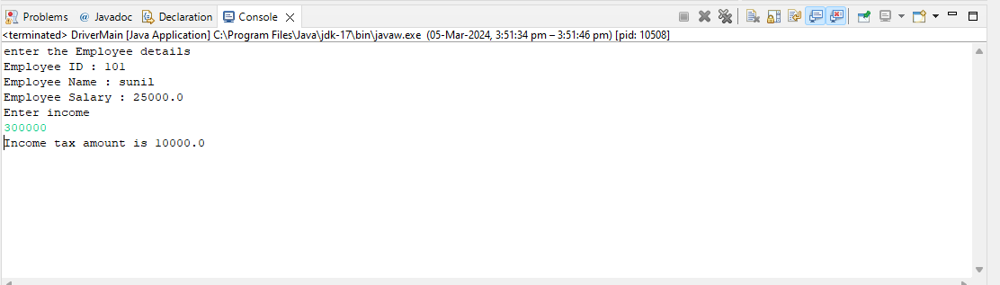 Problems @ Javadoc Declaration Console
<terminated> DriverMain [Java Application] C:\Program Files\Java\jdk-17\bin\javaw.exe (05-Mar-2024, 3:51:34 pm – 3:51:46 pm) [pid: 10508]
enter the Employee details
Employee ID : 101
Employee Name : sunil
Employee Salary : 25000.0
Enter income
300000
Income tax amount is 10000.0